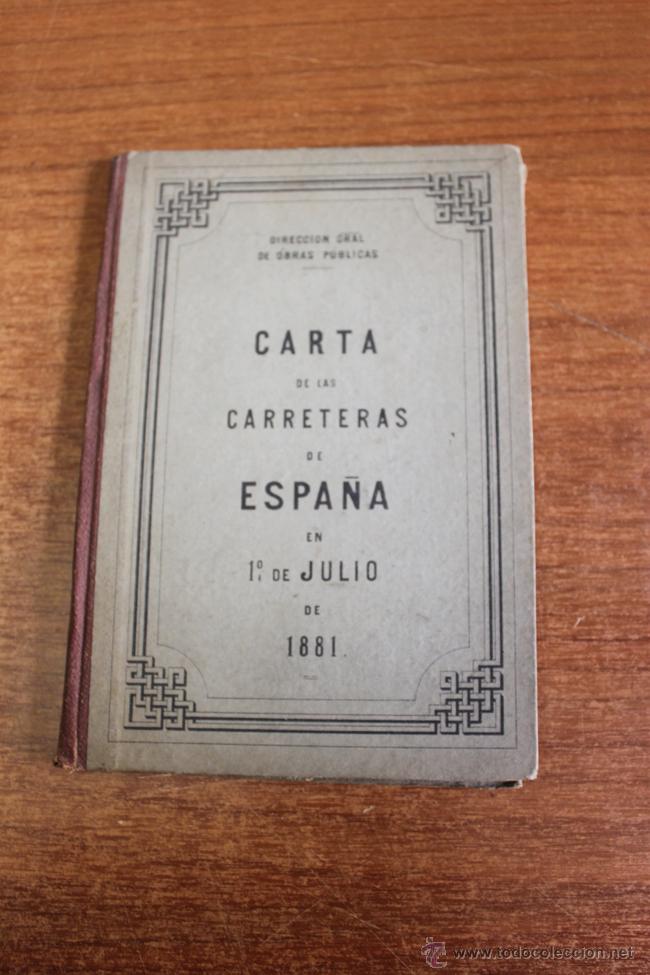 DIRECCION GRAL
DE OBRAS PÚBLICAS
CARTA
DE LAS
CARRETERAS
DE
ESPAÑA
EN
1º DE JULIO
DE
1881.
© www.todocoleccion.net